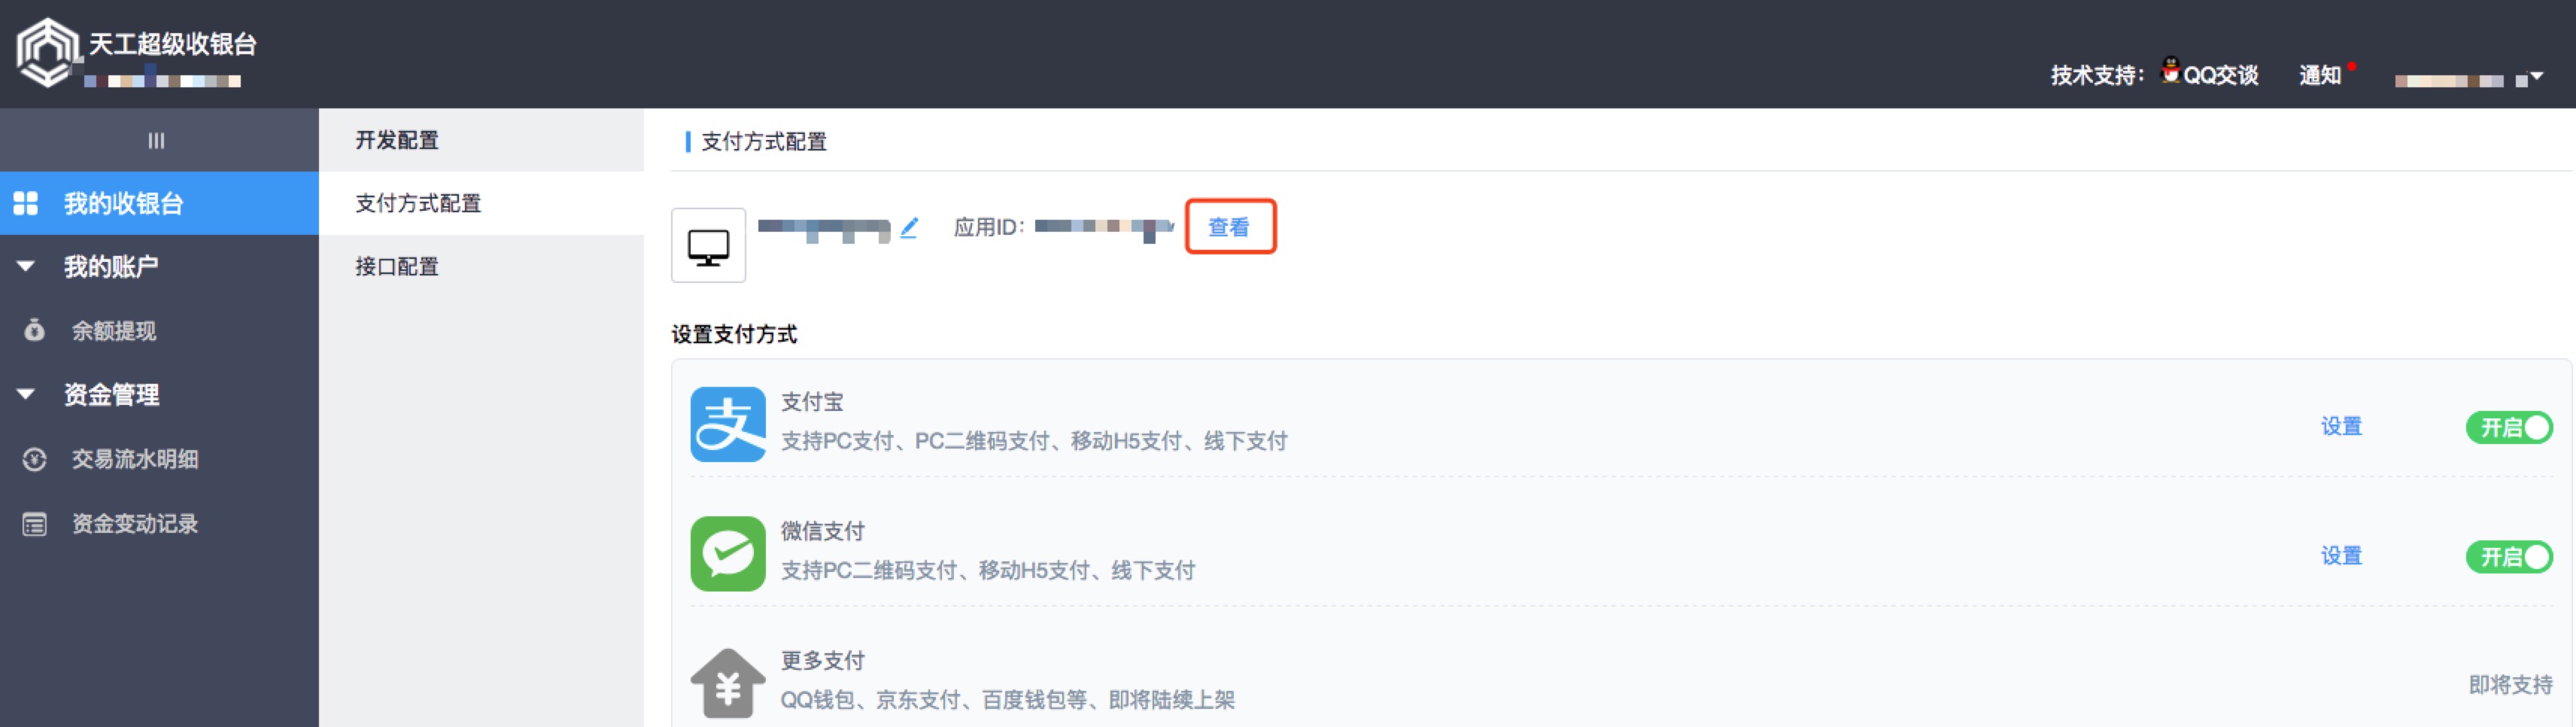 天工超级收银台
技术支持： QQ交谈 通知
我的收银台
我的账户
余额提现
资金管理
交易流水明细
资金变动记录
开发配置
支付方式配置
接口配置
支付方式配置
应用ID： 查看
设置支付方式
支付宝
支持PC支付、PC二维码支付、移动H5支付、线下支付
设置 开启
微信支付
支持PC二维码支付、移动H5支付、线下支付
设置 开启
更多支付
QQ钱包、京东支付、百度钱包等、即将陆续上架
即将支持